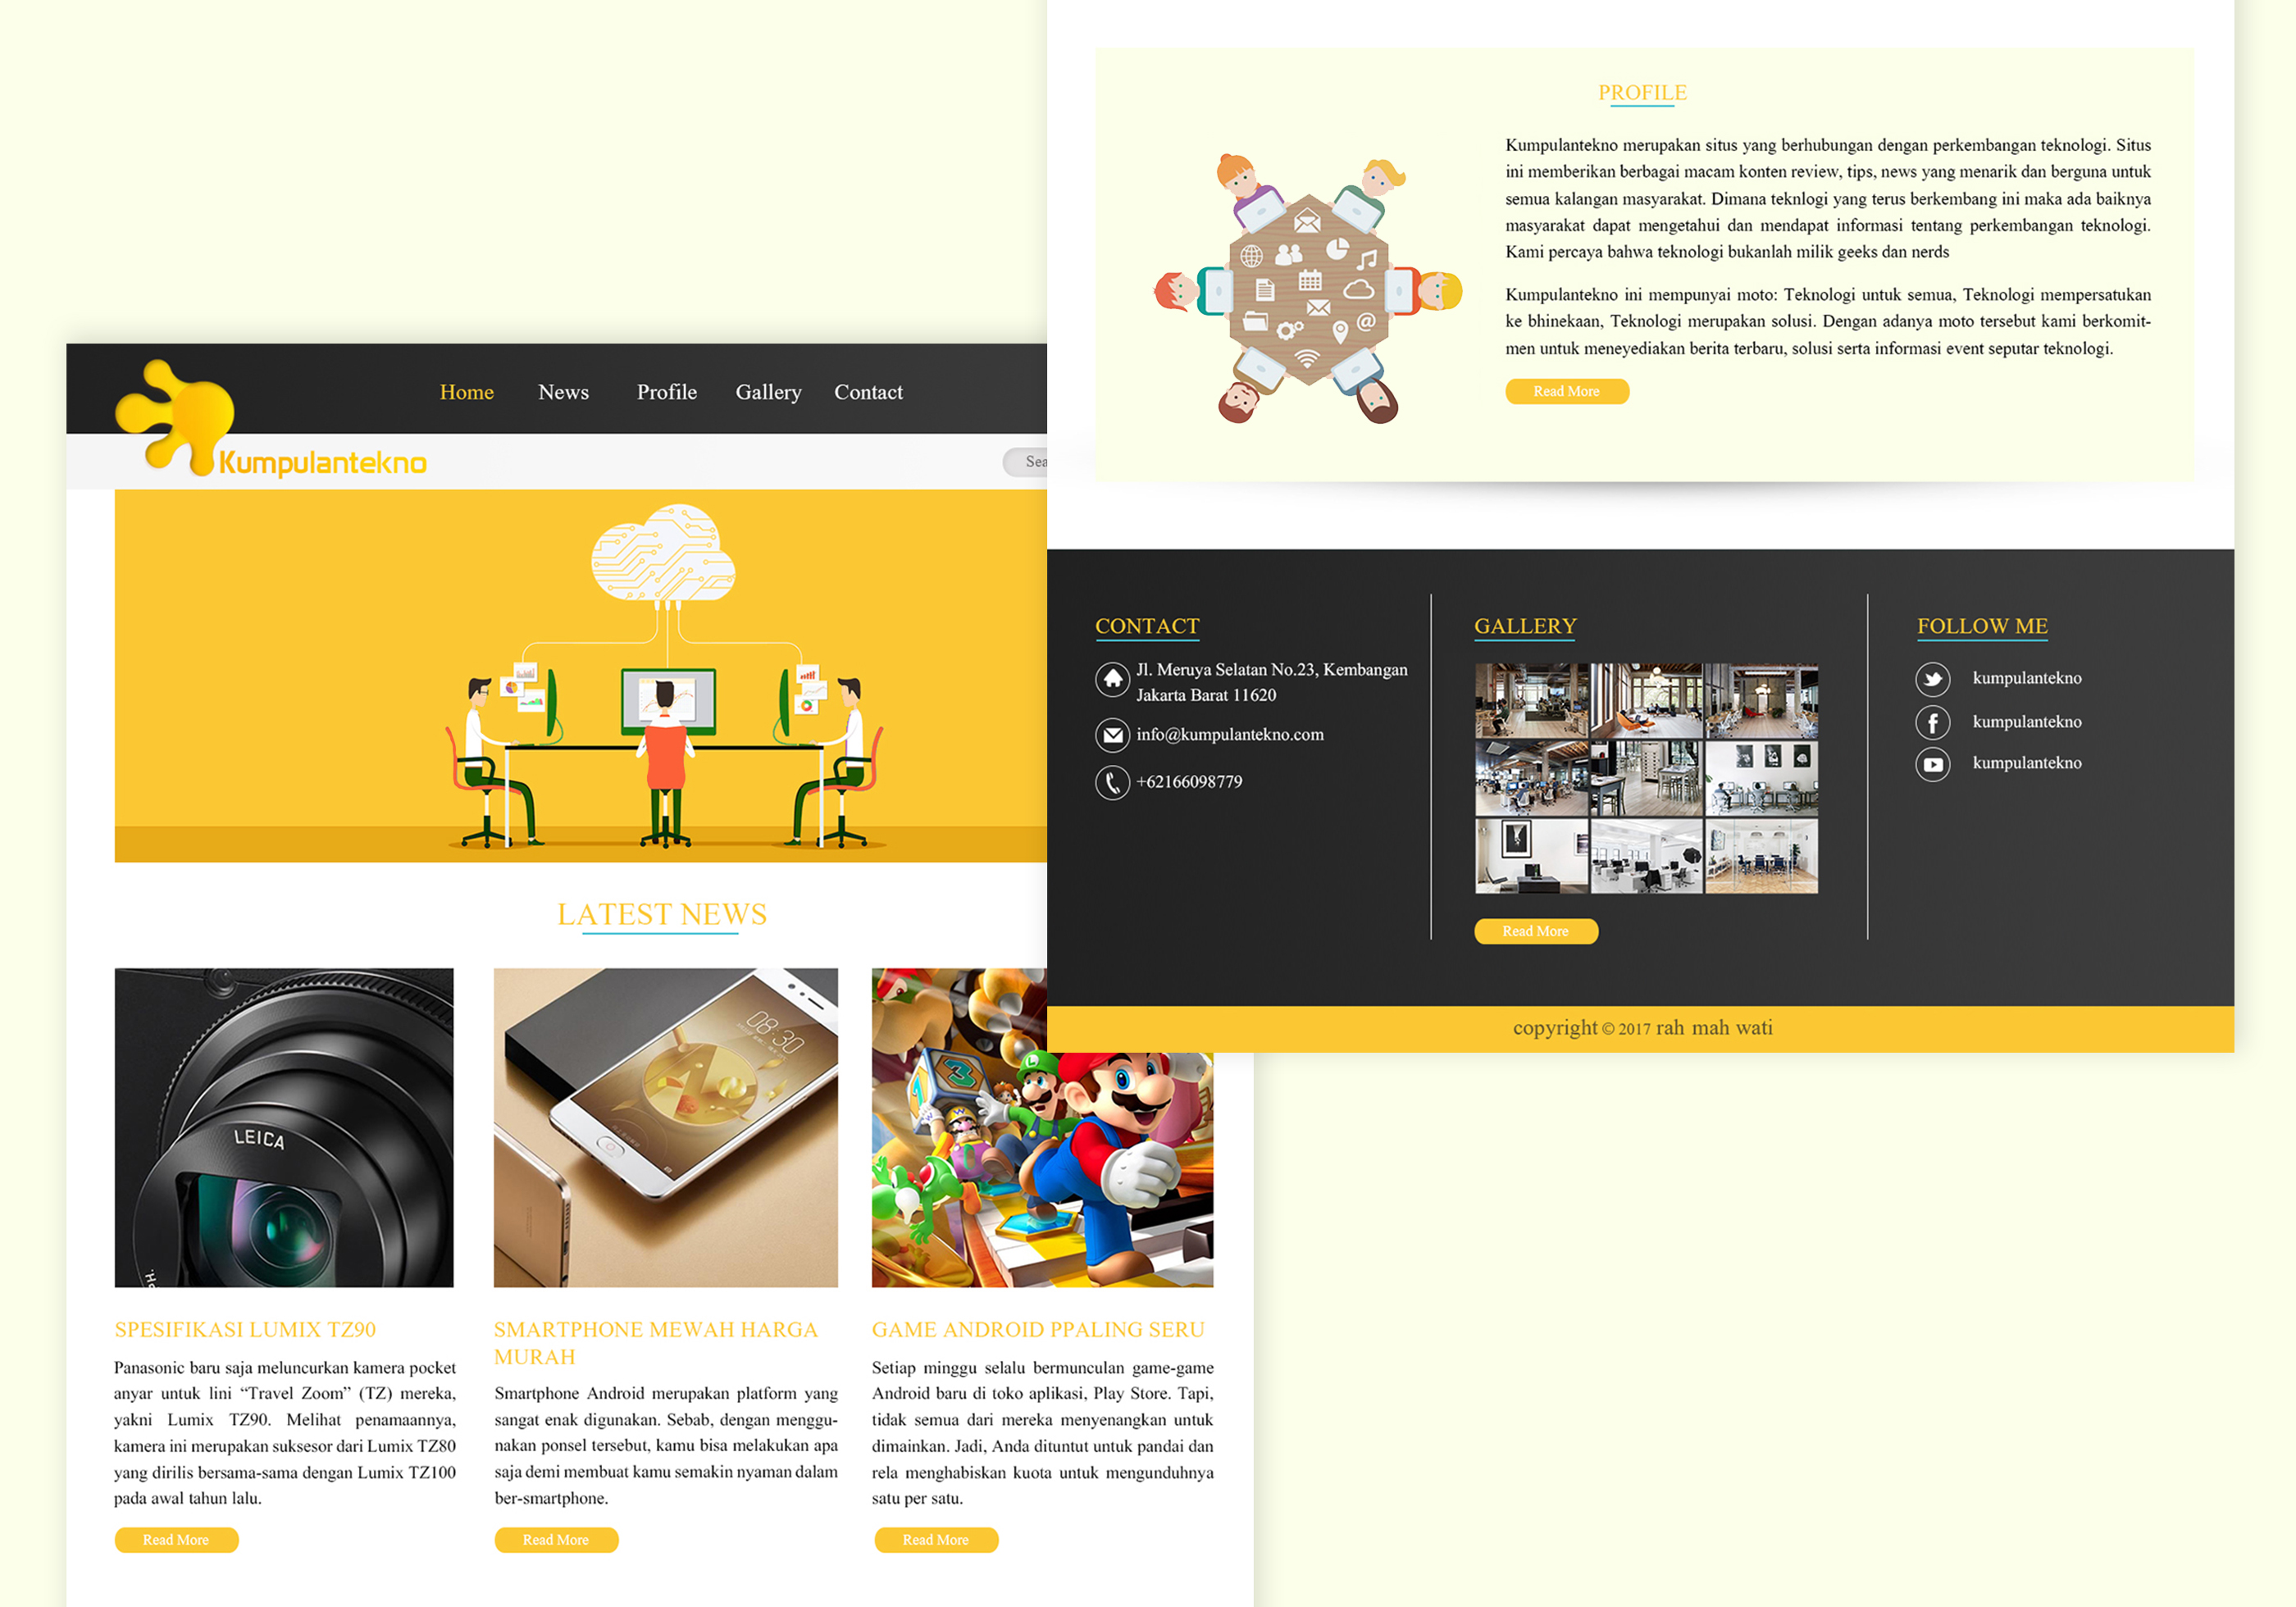 Home News Profile Gallery Contact
Kumpulantekno
LATEST NEWS
LEICA
08:30
3
SPESIFIKASI LUMIX TZ90
Panasonic baru saja meluncurkan kamera pocket
anyar untuk lini “Travel Zoom” (TZ) mereka,
yakni Lumix TZ90. Melihat penamaannya,
kamera ini merupakan suksesor dari Lumix TZ80
yang dirilis bersama-sama dengan Lumix TZ100
pada awal tahun lalu.
Read More
SMARTPHONE MEWAH HARGA
MURAH
Smartphone Android merupakan platform yang
sangat enak digunakan. Sebab, dengan menggu-
nakan ponsel tersebut, kamu bisa melakukan apa
saja demi membuat kamu semakin nyaman dalam
ber-smartphone.
Read More
GAME ANDROID PPALING SERU
Setiap minggu selalu bermunculan game-game
Android baru di toko aplikasi, Play Store. Tapi,
tidak semua dari mereka menyenangkan untuk
dimainkan. Jadi, Anda dituntut untuk pandai dan
rela menghabiskan kuota untuk mengunduhnya
satu per satu.
Read More
PROFILE
Kumpulantekno merupakan situs yang berhubungan dengan perkembangan teknologi. Situs
ini memberikan berbagai macam konten review, tips, news yang menarik dan berguna untuk
semua kalangan masyarakat. Dimana teknlogi yang terus berkembang ini maka ada baiknya
masyarakat dapat mengetahui dan mendapat informasi tentang perkembangan teknologi.
Kami percaya bahwa teknologi bukanlah milik geeks dan nerds
Kumpulantekno ini mempunyai moto: Teknologi untuk semua, Teknologi mempersatukan
ke bhinekaan, Teknologi merupakan solusi. Dengan adanya moto tersebut kami berkomit-
men untuk meneyediakan berita terbaru, solusi serta informasi event seputar teknologi.
Read More
CONTACT
Jl. Meruya Selatan No.23, Kembangan
Jakarta Barat 11620
info@kumpulantekno.com
+62166098779
GALLERY
Read More
FOLLOW ME
kumpulantekno
kumpulantekno
kumpulantekno
copyright © 2017 rah mah wati